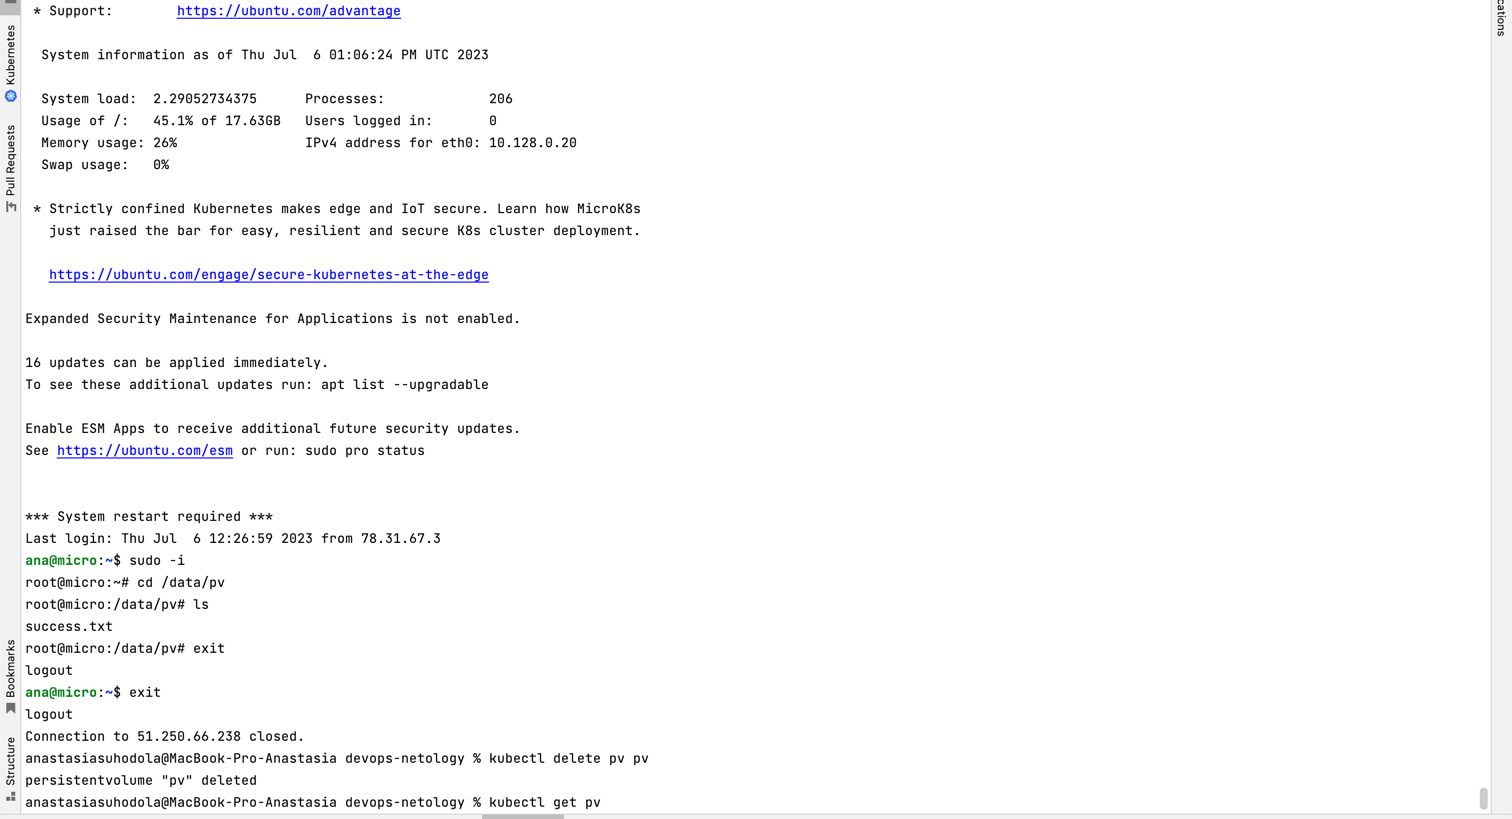 * Support:        https://ubuntu.com/advantage
System information as of Thu Jul  6 01:06:24 PM UTC 2023
System load:  2.29052734375      Processes:             206
Usage of /:   45.1% of 17.63GB   Users logged in:       0
Memory usage: 26%                IPv4 address for eth0: 10.128.0.20
Swap usage:   0%
* Strictly confined Kubernetes makes edge and IoT secure. Learn how MicroK8s
just raised the bar for easy, resilient and secure K8s cluster deployment.
https://ubuntu.com/engage/secure-kubernetes-at-the-edge
Expanded Security Maintenance for Applications is not enabled.
16 updates can be applied immediately.
To see these additional updates run: apt list --upgradable
Enable ESM Apps to receive additional future security updates.
See https://ubuntu.com/esm or run: sudo pro status
*** System restart required ***
Last login: Thu Jul  6 12:26:59 2023 from 78.31.67.3
ana@micro:~$ sudo -i
root@micro:~# cd /data/pv
root@micro:/data/pv# ls
success.txt
root@micro:/data/pv# exit
logout
ana@micro:~$ exit
logout
Connection to 51.250.66.238 closed.
anastasiasuhodola@MacBook-Pro-Anastasia devops-netology % kubectl delete pv pv
persistentvolume "pv" deleted
anastasiasuhodola@MacBook-Pro-Anastasia devops-netology % kubectl get pv
Kubernetes
Pull Requests
Bookmarks
Structure